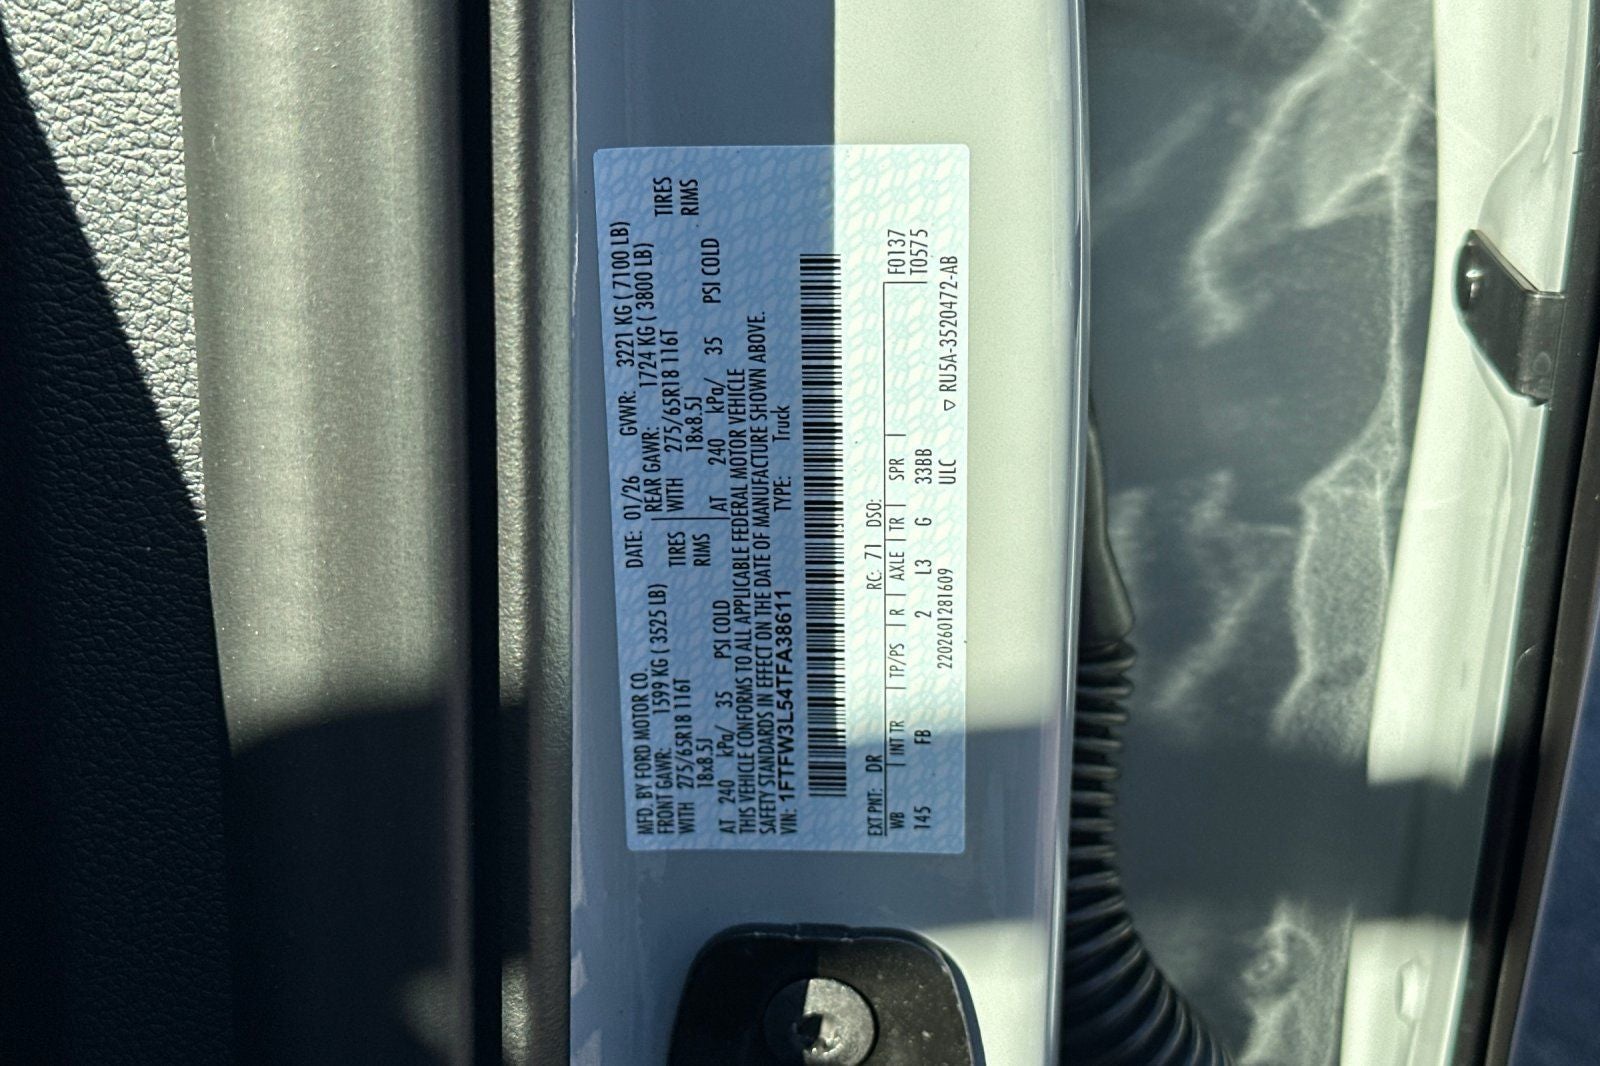 MFD. BY FORD MOTOR CO. DATE: 01/26 GVWR: 3221 KG ( 7100 LB)
FRONT GAWR: 1599 KG ( 3525 LB) REAR GAWR: 1724 KG ( 3800 LB)
WITH 275/65R18 116T TIRES WITH 275/65R18 116T TIRES
18x8.5J RIMS 18x8.5J RIMS
AT 240 kPa/ 35 PSI COLD AT 240 kPa/ 35 PSI COLD
THIS VEHICLE CONFORMS TO ALL APPLICABLE FEDERAL MOTOR VEHICLE
SAFETY STANDARDS IN EFFECT ON THE DATE OF MANUFACTURE SHOWN ABOVE.
VIN: 1FTFW3L54TFA38611 TYPE: Truck
EXT PNT: DR RC: 71 DSO:
WB INT TR TP/PS R AXLE TR SPR F0137
145 FB 2 L3 G 33BB T0575
2202601281609 ULC ▽ RU5A-3520472-AB